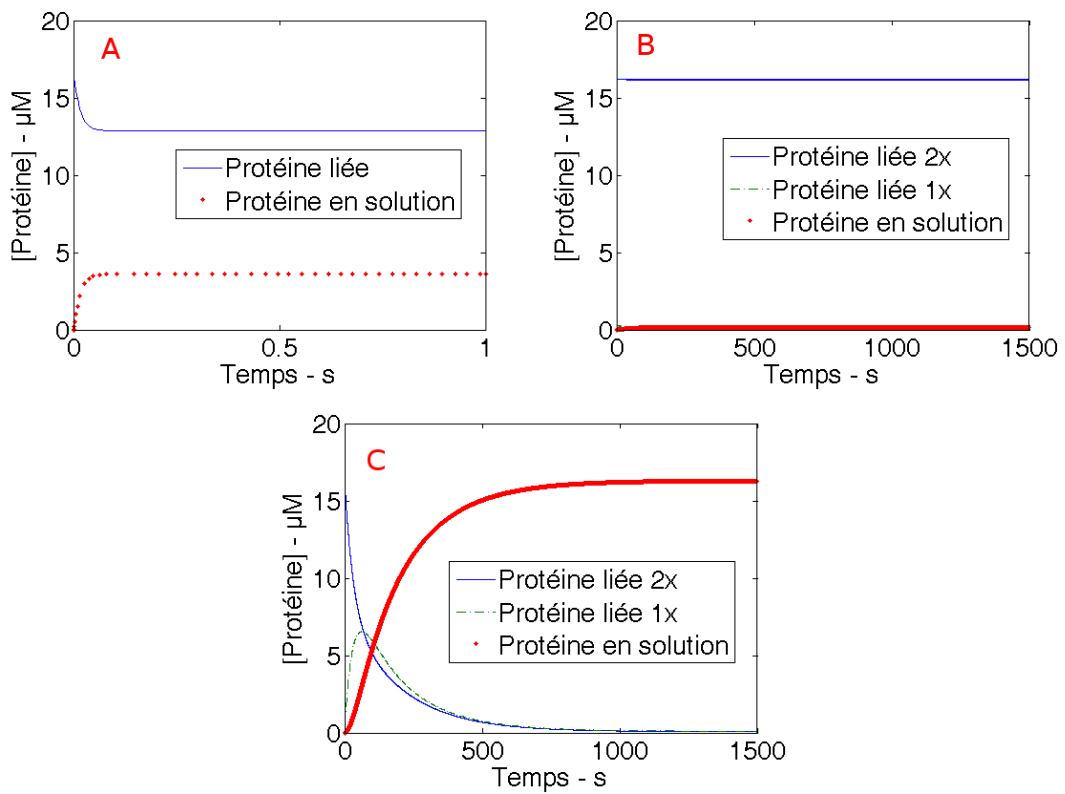 A
20
15
10
5
0
[Protéine] - µM
Protéine liée
Protéine en solution
0
0.5
1
Temps - s
B
20
15
10
5
0
[Protéine] - µM
Protéine liée 2x
Protéine liée 1x
Protéine en solution
0
500
1000
1500
Temps - s
C
20
15
10
5
0
[Protéine] - µM
Protéine liée 2x
Protéine liée 1x
Protéine en solution
0
500
1000
1500
Temps - s